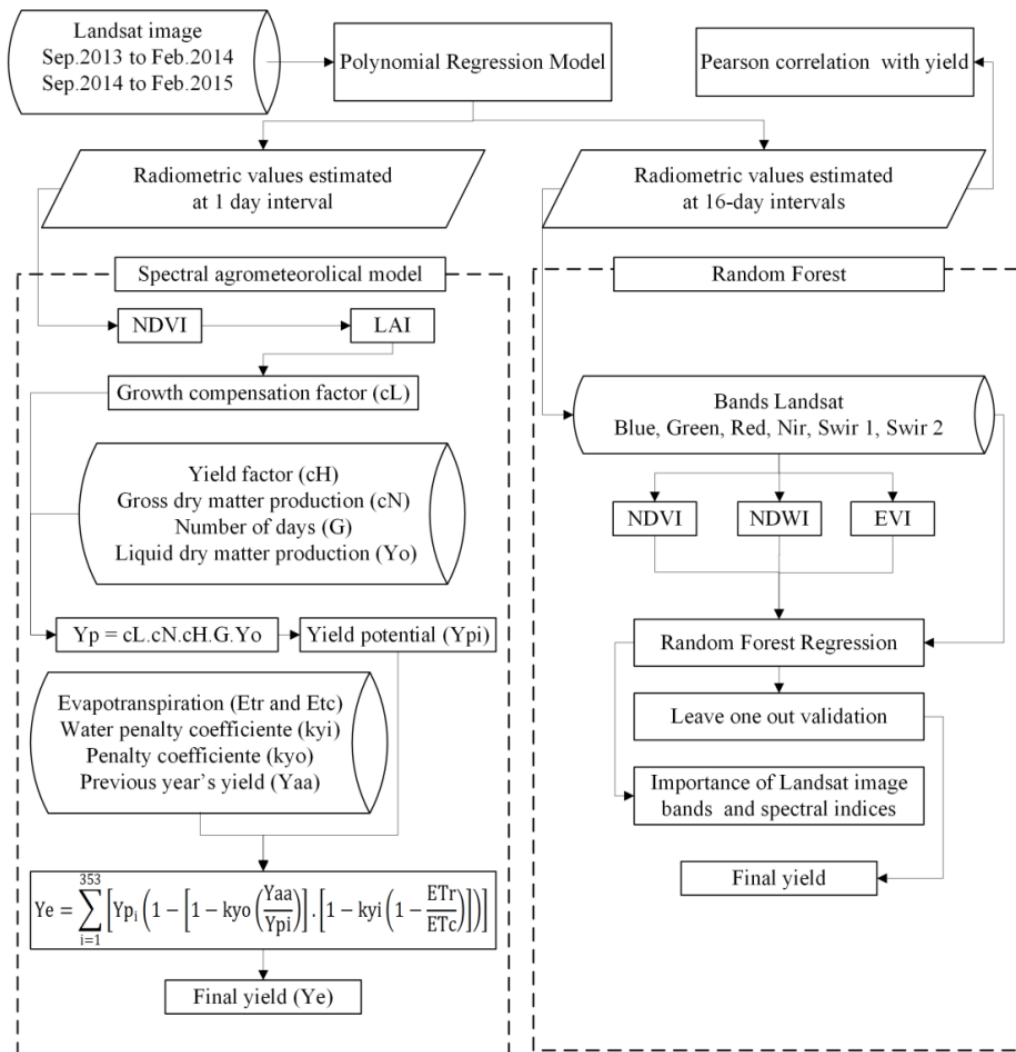 Landsat image
Sep.2013 to Feb.2014
Sep.2014 to Feb.2015
Polynomial Regression Model
Pearson correlation with yield
Radiometric values estimated
at 1 day interval
Radiometric values estimated
at 16-day intervals
Spectral agrometeorolical model
NDVI
LAI
Growth compensation factor (cL)
Yield factor (cH)
Gross dry matter production (cN)
Number of days (G)
Liquid dry matter production (Yo)
Yp = cL.cN.cH.G.Yo
Yield potential (Ypi)
Evapotranspiration (Etr and Etc)
Water penalty coefficiente (kyi)
Penalty coefficiente (kyo)
Previous year's yield (Yaa)
Ye = ∑_{i=1}^{353} [Yp_i (1 − [1 − kyo (Yaa/Ypi)] . [1 − kyi (1 − ETr/ETc)])]
Final yield (Ye)
Random Forest
Bands Landsat
Blue, Green, Red, Nir, Swir 1, Swir 2
NDVI
NDWI
EVI
Random Forest Regression
Leave one out validation
Importance of Landsat image
bands and spectral indices
Final yield